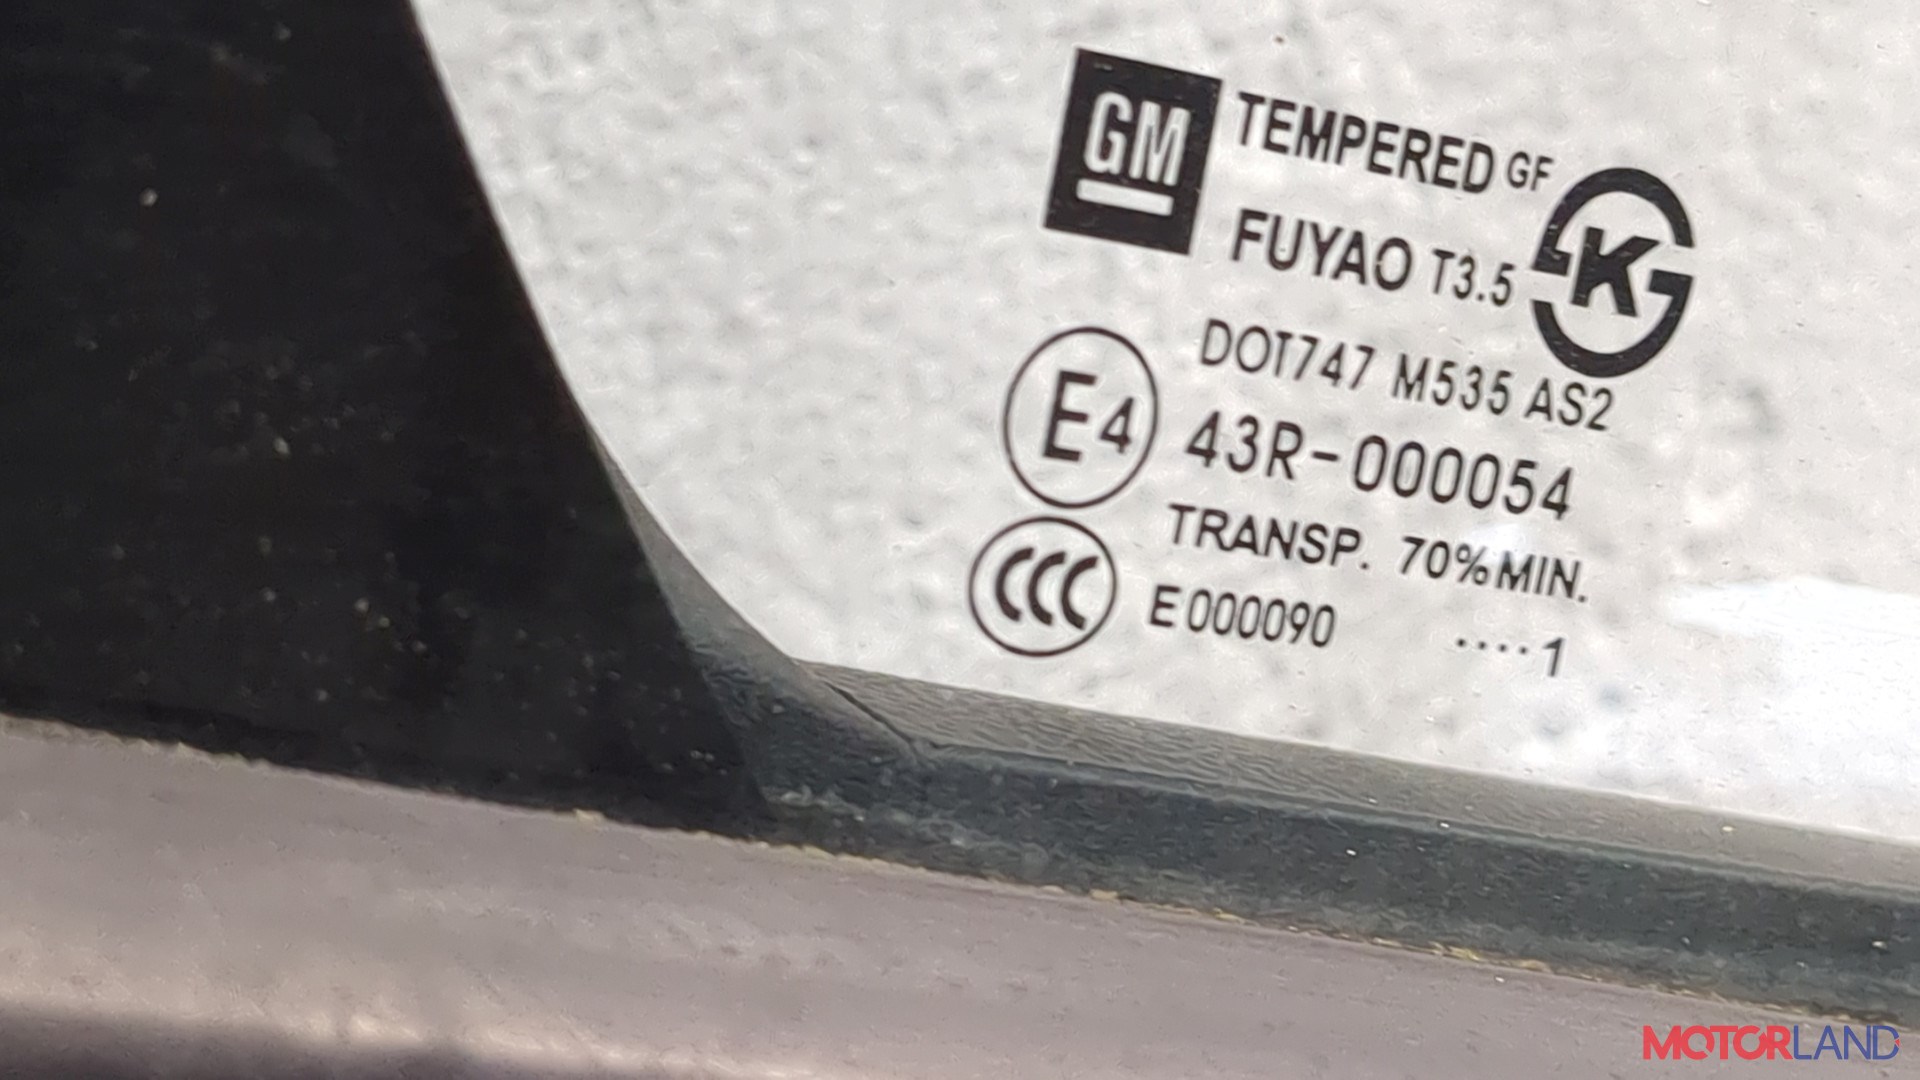 GM TEMPERED GF
FUYAO T3.5
K
DOT747 M535 AS2
E4 43R-000054
TRANSP. 70%MIN.
CCC E000090 ....1
MOTORLAND